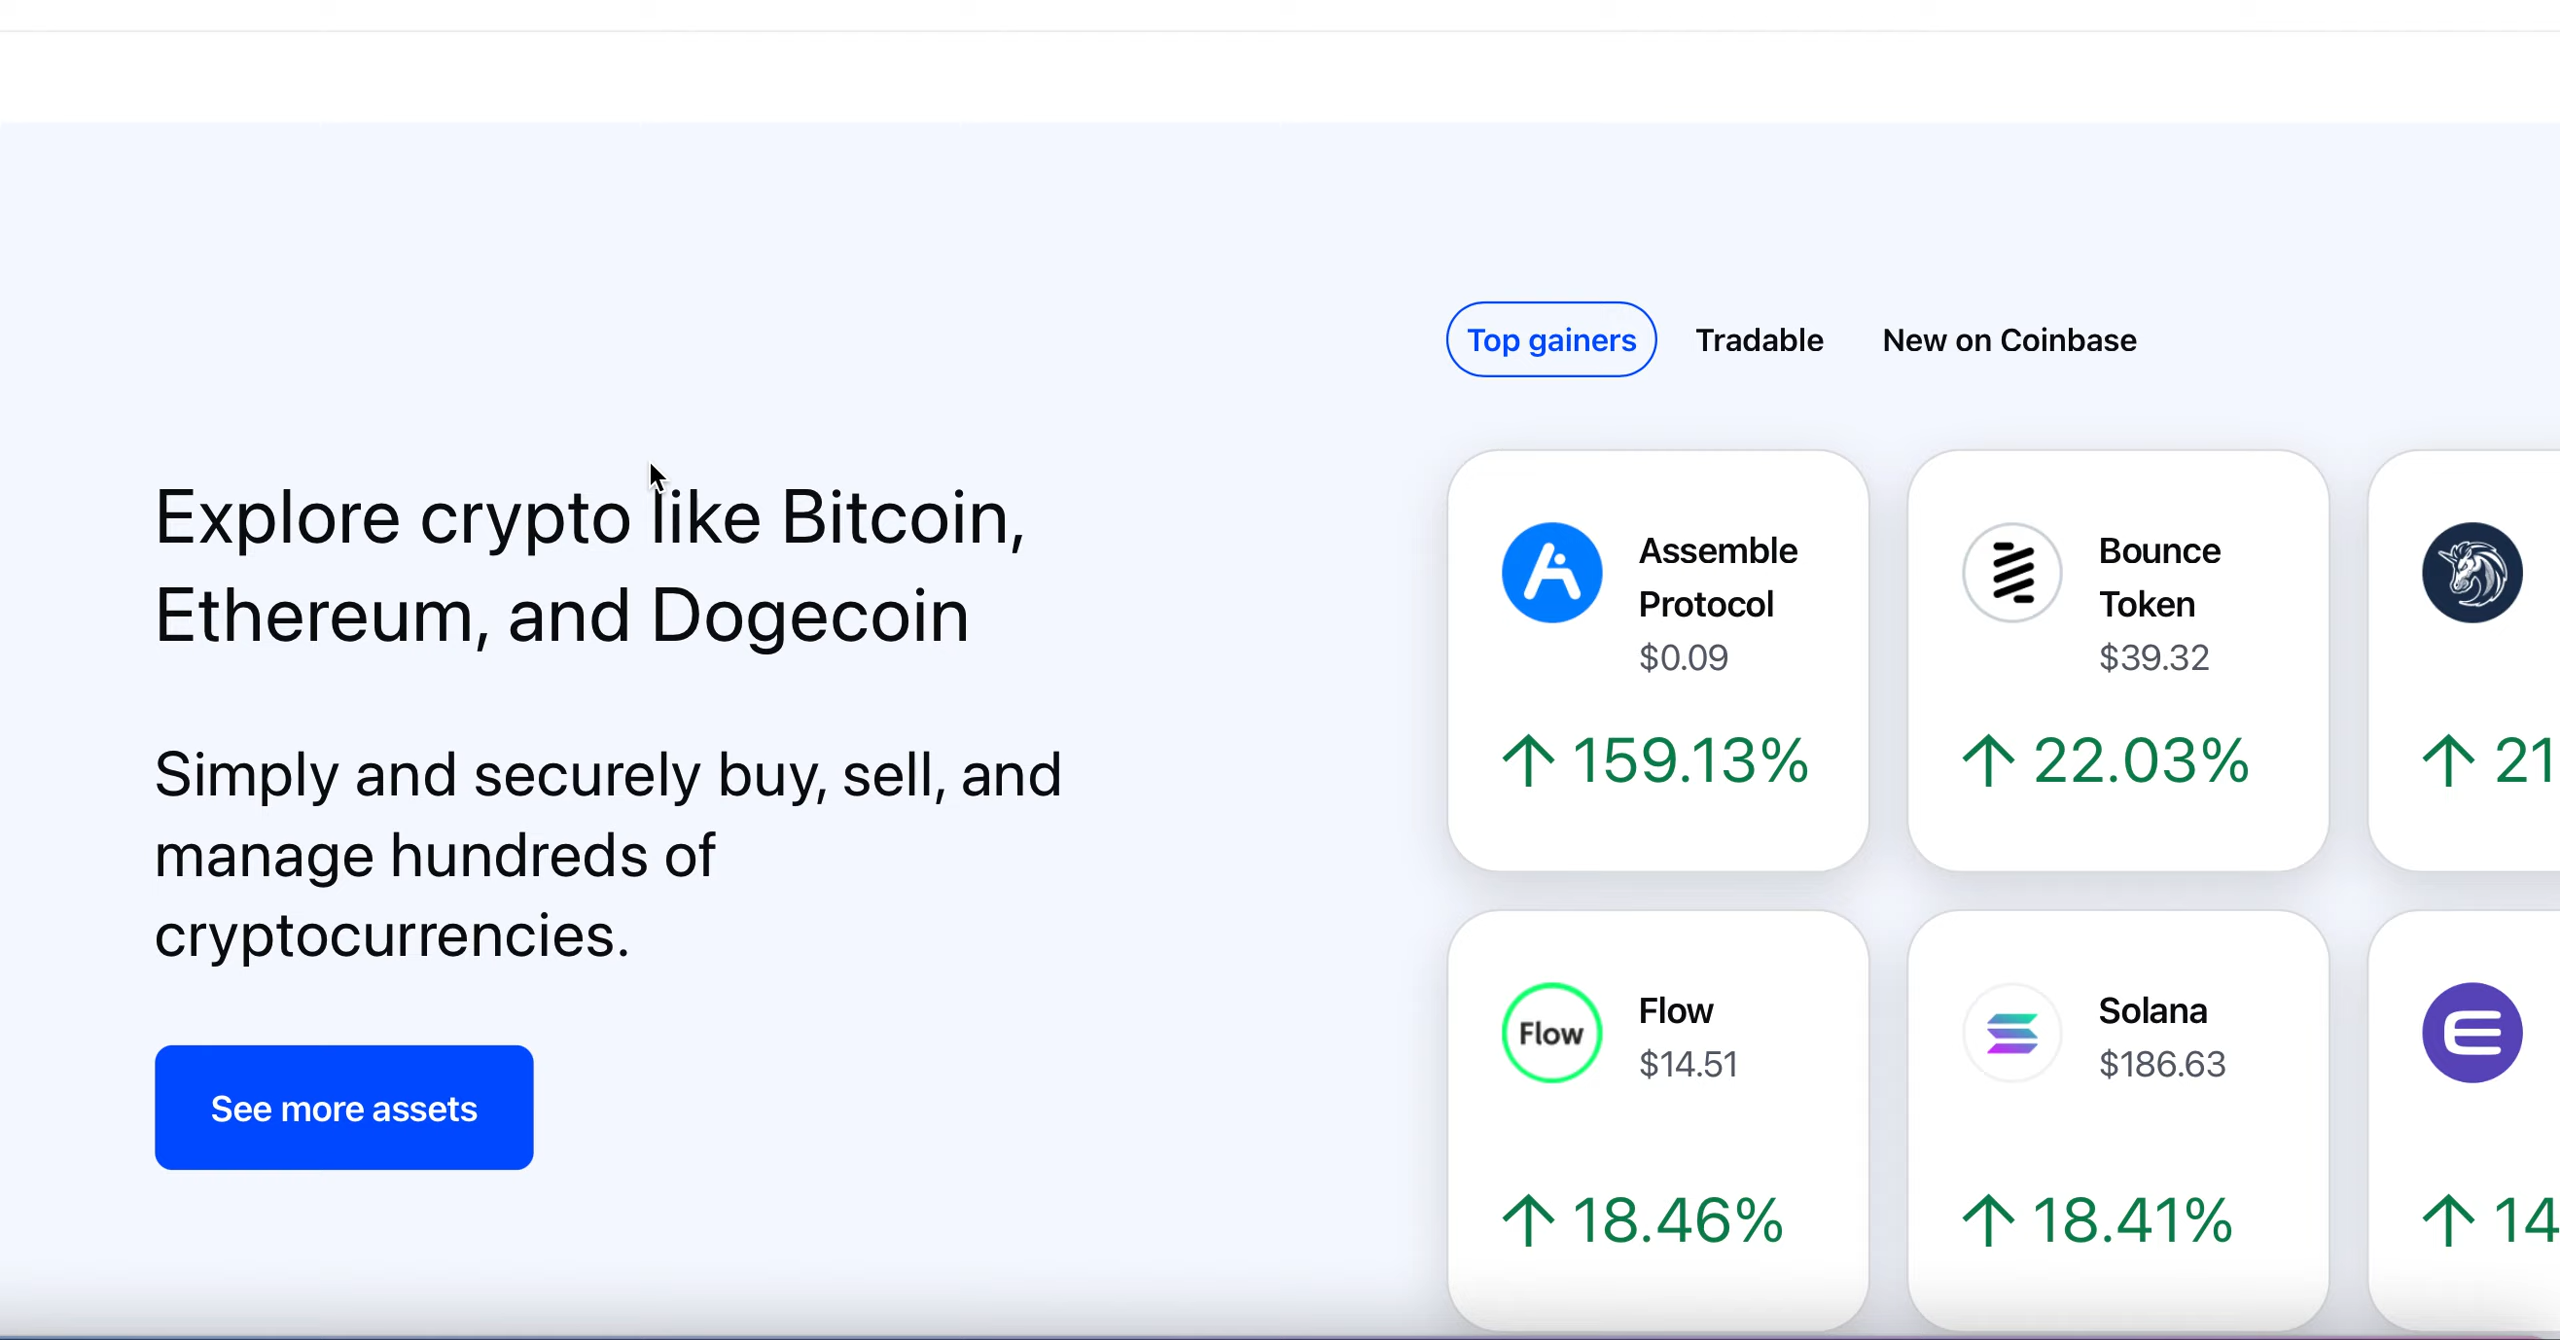 Explore crypto like Bitcoin,
Ethereum, and Dogecoin
Simply and securely buy, sell, and
manage hundreds of
cryptocurrencies.
See more assets
Top gainers Tradable New on Coinbase
Assemble
Protocol
$0.09
↑ 159.13%
Bounce
Token
$39.32
↑ 22.03%
↑ 21
Flow
Flow
$14.51
↑ 18.46%
Solana
$186.63
↑ 18.41%
↑ 14